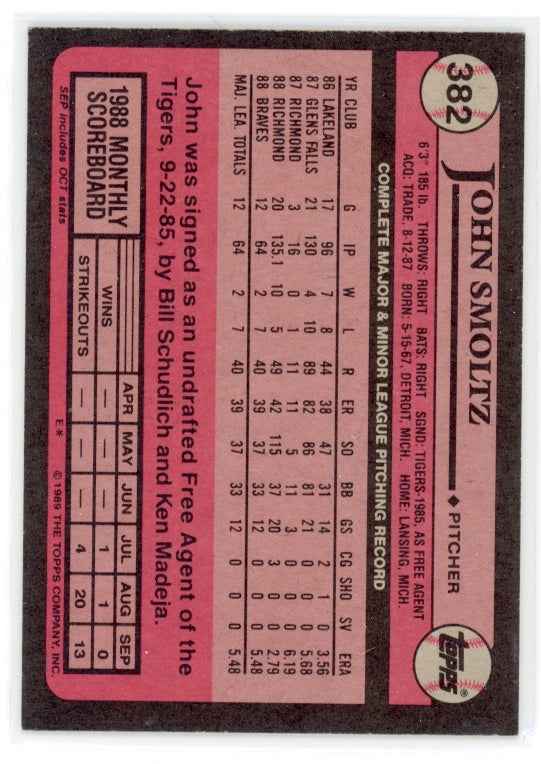 382
JOHN SMOLTZ ♦ PITCHER
topps
6'3" 185 lb. THROWS: RIGHT BATS: RIGHT SGND: TIGERS-1985, AS FREE AGENT
ACQ: TRADE, 8-12-87 BORN: 5-15-67, DETROIT, MICH. HOME: LANSING, MICH.
COMPLETE MAJOR & MINOR LEAGUE PITCHING RECORD
YR CLUB G IP W L R ER SO BB GS CG SHO SV ERA
86 LAKELAND 17 96 7 8 44 38 47 31 14 2 1 0 3.56
87 GLENS FALLS 21 130 4 10 89 82 86 81 21 0 0 0 5.68
87 RICHMOND 3 16 0 1 11 11 5 11 3 0 0 0 6.19
88 RICHMOND 20 135.1 10 5 49 42 115 37 20 3 0 0 2.79
88 BRAVES 12 64 2 7 40 39 37 33 12 0 0 0 5.48
MAJ. LEA. TOTALS 12 64 2 7 40 39 37 33 12 0 0 0 5.48
John was signed as an undrafted Free Agent of the
Tigers, 9-22-85, by Bill Schudlich and Ken Madeja.
1988 MONTHLY
SCOREBOARD
SEP includes OCT stats
APR MAY JUN JUL AUG SEP
WINS — — — 1 1 0
STRIKEOUTS — — — 4 20 13
E* © 1989 THE TOPPS COMPANY, INC.